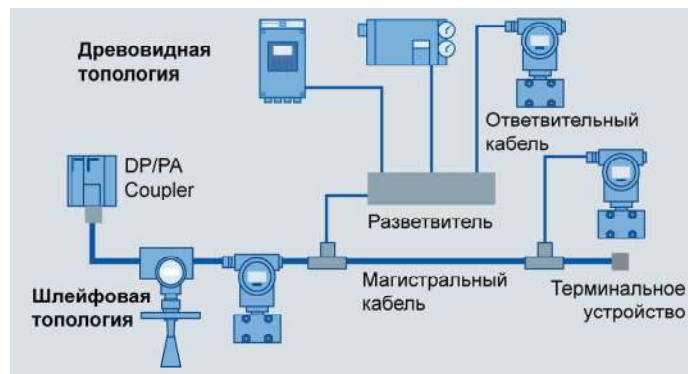 Древовидная
топология
Ответвительный
кабель
DP/PA
Coupler
Разветвитель
Магистральный
кабель
Терминальное
устройство
Шлейфовая
топология